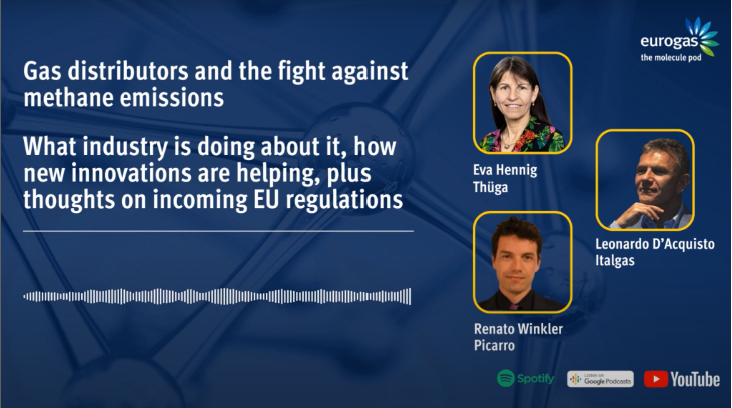 eurogas
the molecule pod
Gas distributors and the fight against
methane emissions
What industry is doing about it, how
new innovations are helping, plus
thoughts on incoming EU regulations
Eva Hennig
Thüga
Leonardo D'Acquisto
Italgas
Renato Winkler
Picarro
Spotify
LISTEN ON
Google Podcasts
YouTube